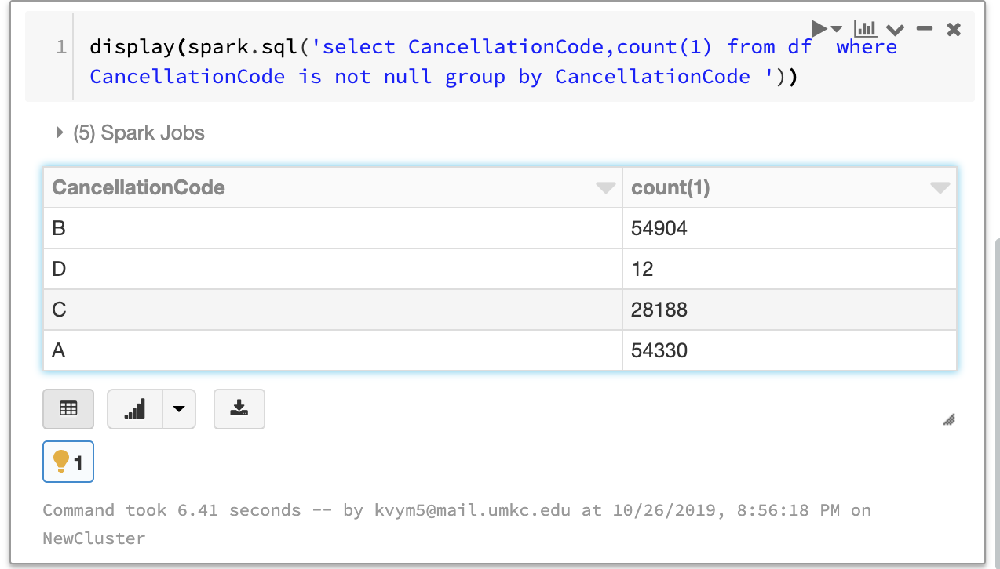 1
display(spark.sql('select CancellationCode,count(1) from df  where
CancellationCode is not null group by CancellationCode '))
(5) Spark Jobs
CancellationCode count(1)
B 54904
D 12
C 28188
A 54330
1
Command took 6.41 seconds -- by kvym5@mail.umkc.edu at 10/26/2019, 8:56:18 PM on
NewCluster